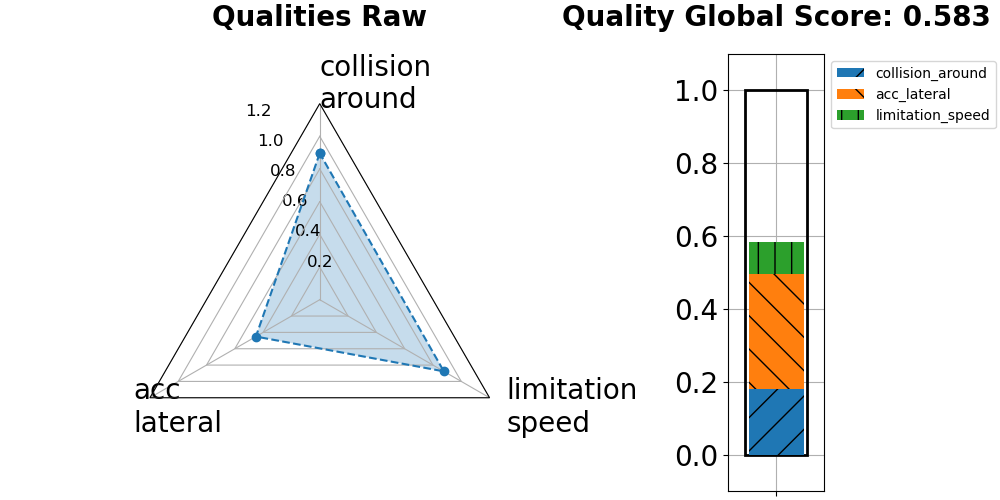 Qualities Raw
collision
around
1.2
1.0
0.8
0.6
0.4
0.2
acc
lateral
limitation
speed
Quality Global Score: 0.583
1.0
0.8
0.6
0.4
0.2
0.0
collision_around
acc_lateral
limitation_speed